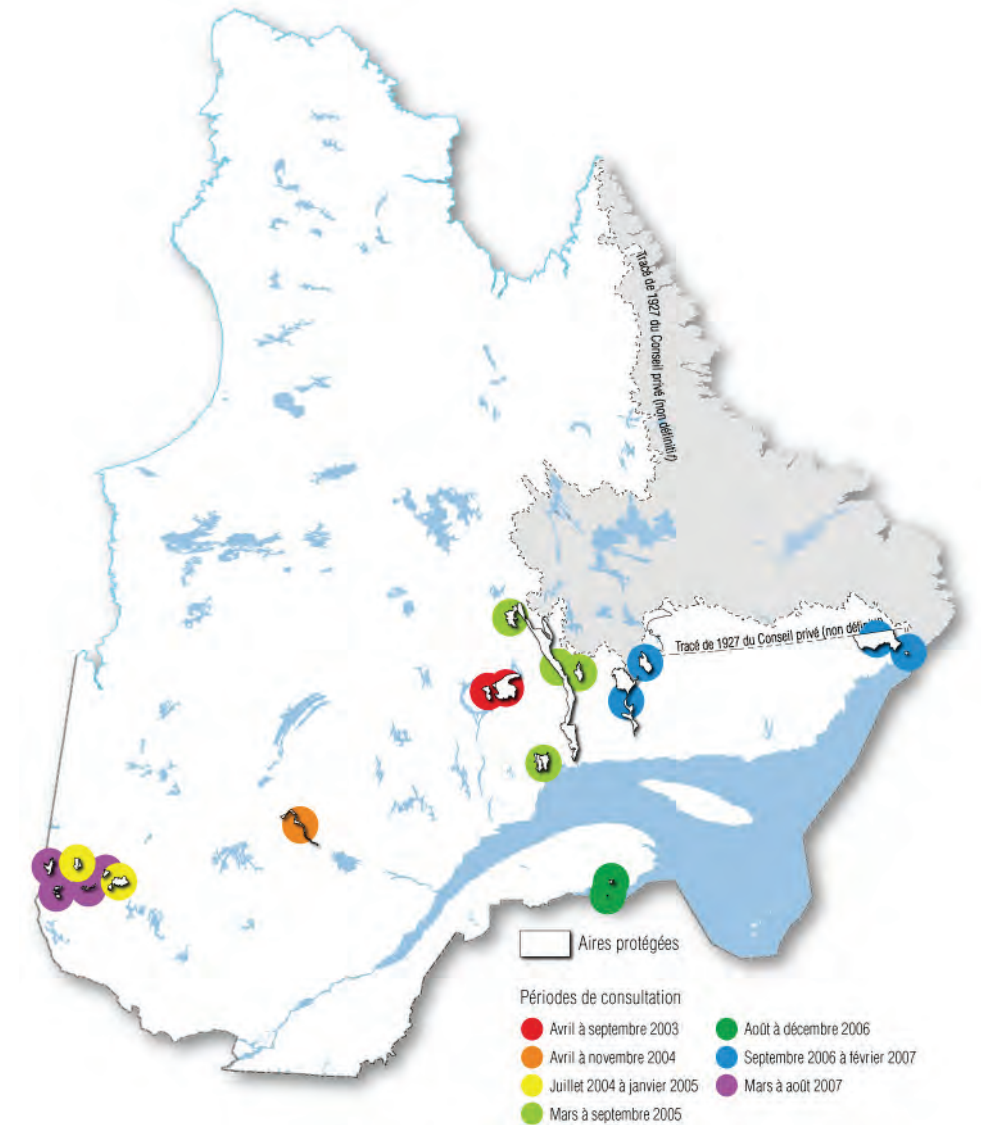 Tracé de 1927 du Conseil privé (non définitif)
Tracé de 1927 du Conseil privé (non défini
Aires protégées
Périodes de consultation
Avril à septembre 2003
Avril à novembre 2004
Juillet 2004 à janvier 2005
Mars à septembre 2005
Août à décembre 2006
Septembre 2006 à février 2007
Mars à août 2007